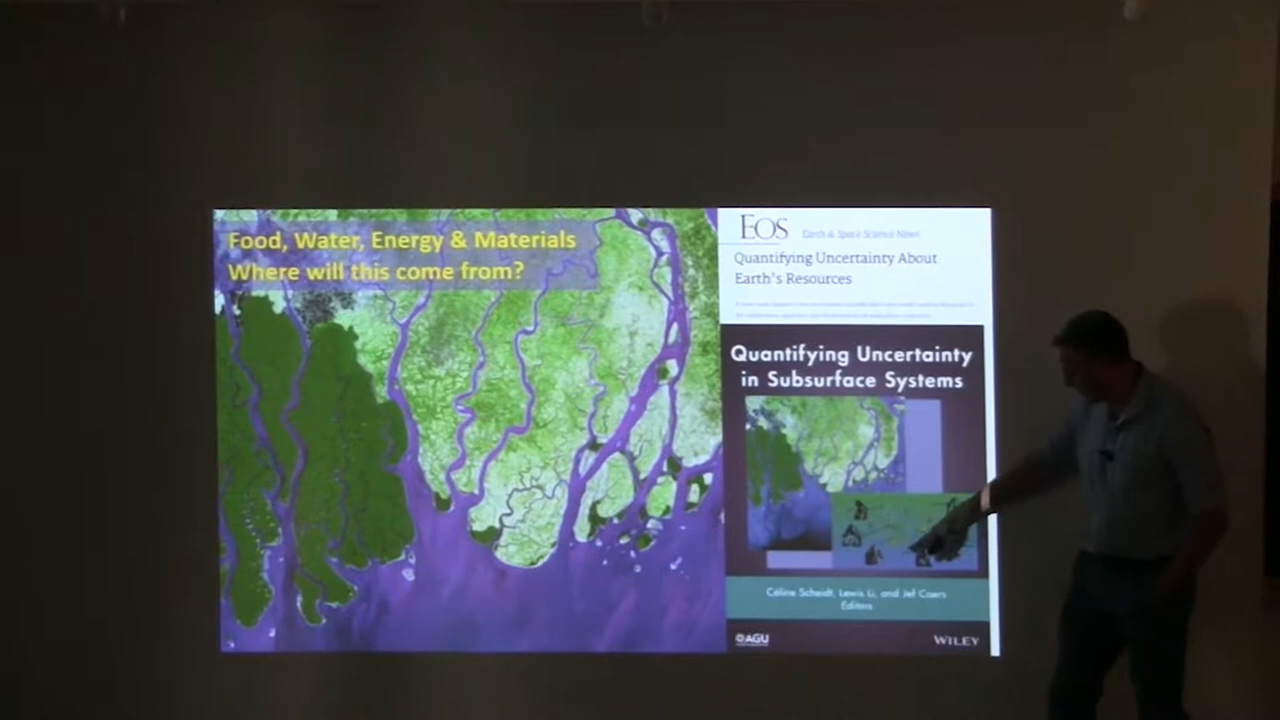 Food, Water, Energy & Materials
Where will this come from?
EOS
Earth & Space Science News
Quantifying Uncertainty About
Earth's Resources
Quantifying Uncertainty
in Subsurface Systems
Céline Scheidt, Lewis Li, and Jef Caers
Editors
AGU
WILEY